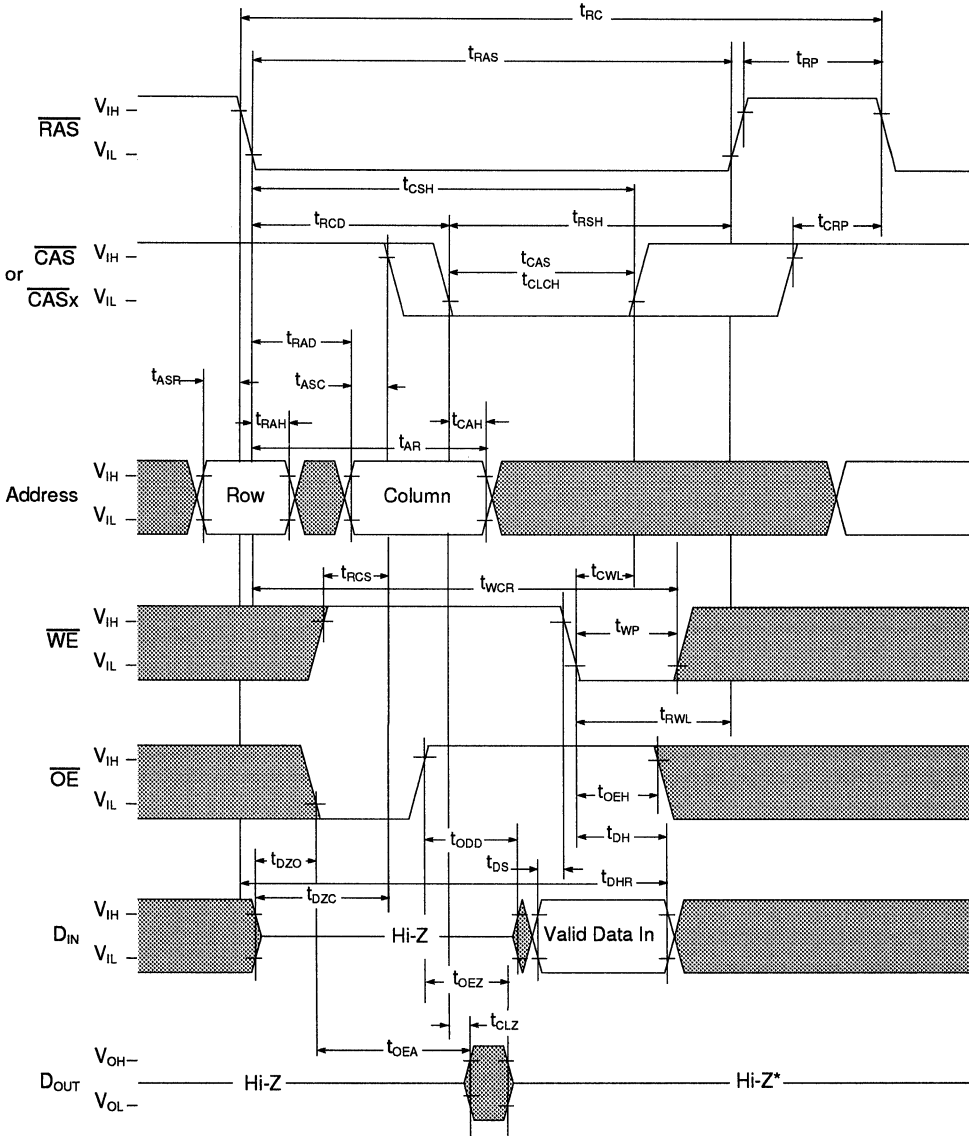 tRC
tRAS
tRP
RAS
VIH
VIL
tCSH
tRCD
tRSH
tCRP
CAS
or
CASx
VIH
VIL
tCAS
tCLCH
tRAD
tASR
tASC
tRAH
tCAH
tAR
Address
VIH
VIL
Row
Column
tRCS
tCWL
tWCR
WE
VIH
VIL
tWP
tRWL
OE
VIH
VIL
tOEH
tODD
tDH
tDZO
tDS
tDHR
tDZC
DIN
VIH
VIL
Hi-Z
Valid Data In
tOEZ
tCLZ
tOEA
DOUT
VOH
VOL
Hi-Z
Hi-Z*